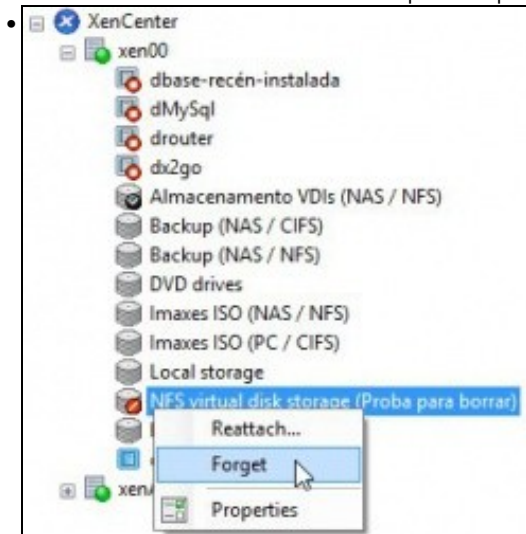 XenCenter
xen00
dbase-recén-instalada
dMySql
drouter
dx2go
Almacenamento VDIs (NAS / NFS)
Backup (NAS / CIFS)
Backup (NAS / NFS)
DVD drives
Imaxes ISO (NAS / NFS)
Imaxes ISO (PC / CIFS)
Local storage
NFS virtual disk storage (Proba para borrar)
Reattach...
Forget
Properties